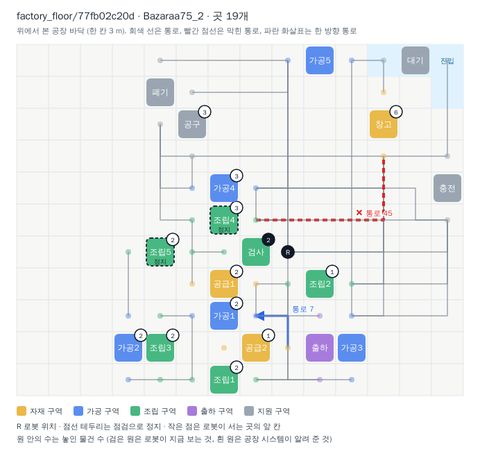 factory_floor/77fb02c20d · Bazaraa75_2 · 곳 19개
위에서 본 공장 바닥 (한 칸 3 m). 회색 선은 통로, 빨간 점선은 막힌 통로, 파란 화살표는 한 방향 통로
가공5
대기
전립
폐기
6
3
공구
창고
3
가공4
충전
3
조립4
정지
✕ 통로 45
2
조립5
정지
2
검사
R
2
공급1
1
조립2
2
가공1
통로 7
2
가공2
2
조립3
1
공급2
출하
가공3
2
조립1
자재 구역
가공 구역
조립 구역
출하 구역
지원 구역
R 로봇 위치 · 점선 테두리는 점검으로 정지 · 작은 점은 로봇이 서는 곳의 앞 칸
원 안의 수는 놓인 물건 수 (검은 원은 로봇이 지금 보는 것, 흰 원은 공장 시스템이 알려 준 것)